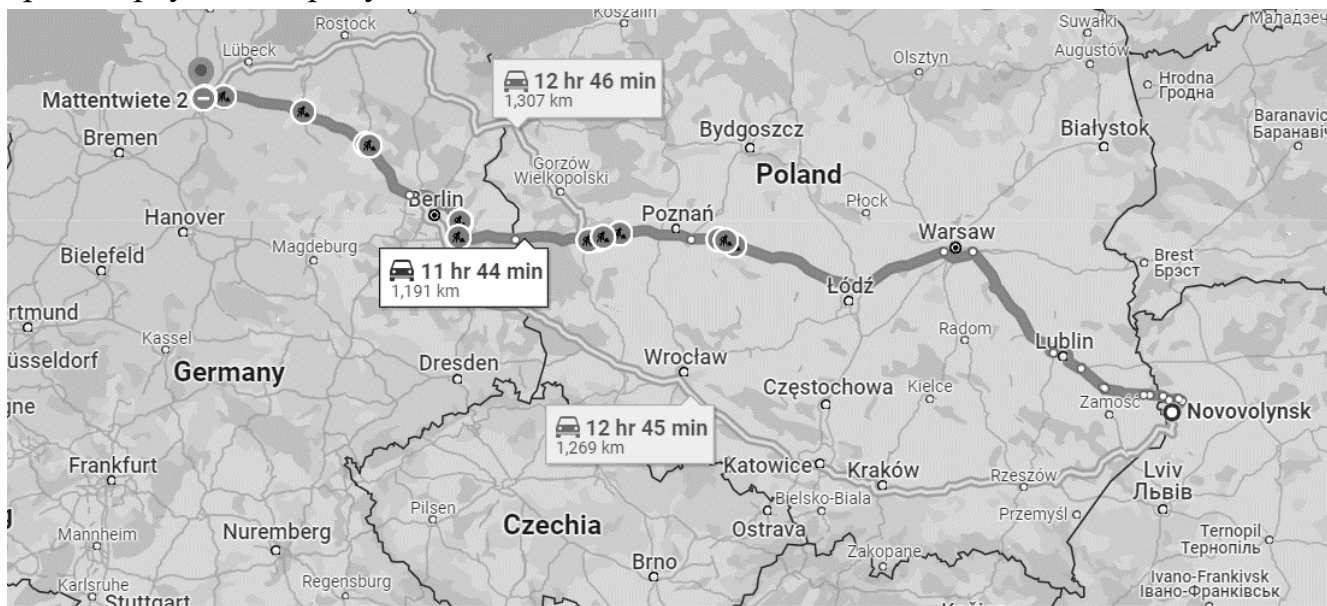 Rostock
Koszalin
Suwałki
Маладзеч
Lübeck
Olsztyn
Augustów
12 hr 46 min
1,307 km
Hrodna
Гродна
Mattentwiete 2
Bremen
Bydgoszcz
Białystok
Baranavic
Баранавіч
Gorzów
Wielkopolski
Poland
Berlin
Płock
Hanover
Poznań
Warsaw
Magdeburg
Brest
Брэст
Bielefeld
11 hr 44 min
1,191 km
Łódź
rtmund
Radom
Kassel
Lublin
üsseldorf
Wrocław
Germany
Dresden
Częstochowa
Kielce
Zamość
Novovolynsk
gne
12 hr 45 min
1,269 km
Frankfurt
Katowice
Kraków
Rzeszów
Lviv
Львів
Pilsen
Bielsko-Biala
Przemyśl
Czechia
Ostrava
Mannheim
Nuremberg
Ternopil
Тернопіль
Brno
Zakopane
Karlsruhe
Regensburg
Ivano-Frankivsk
Івано-Франківськ
Stuttgart